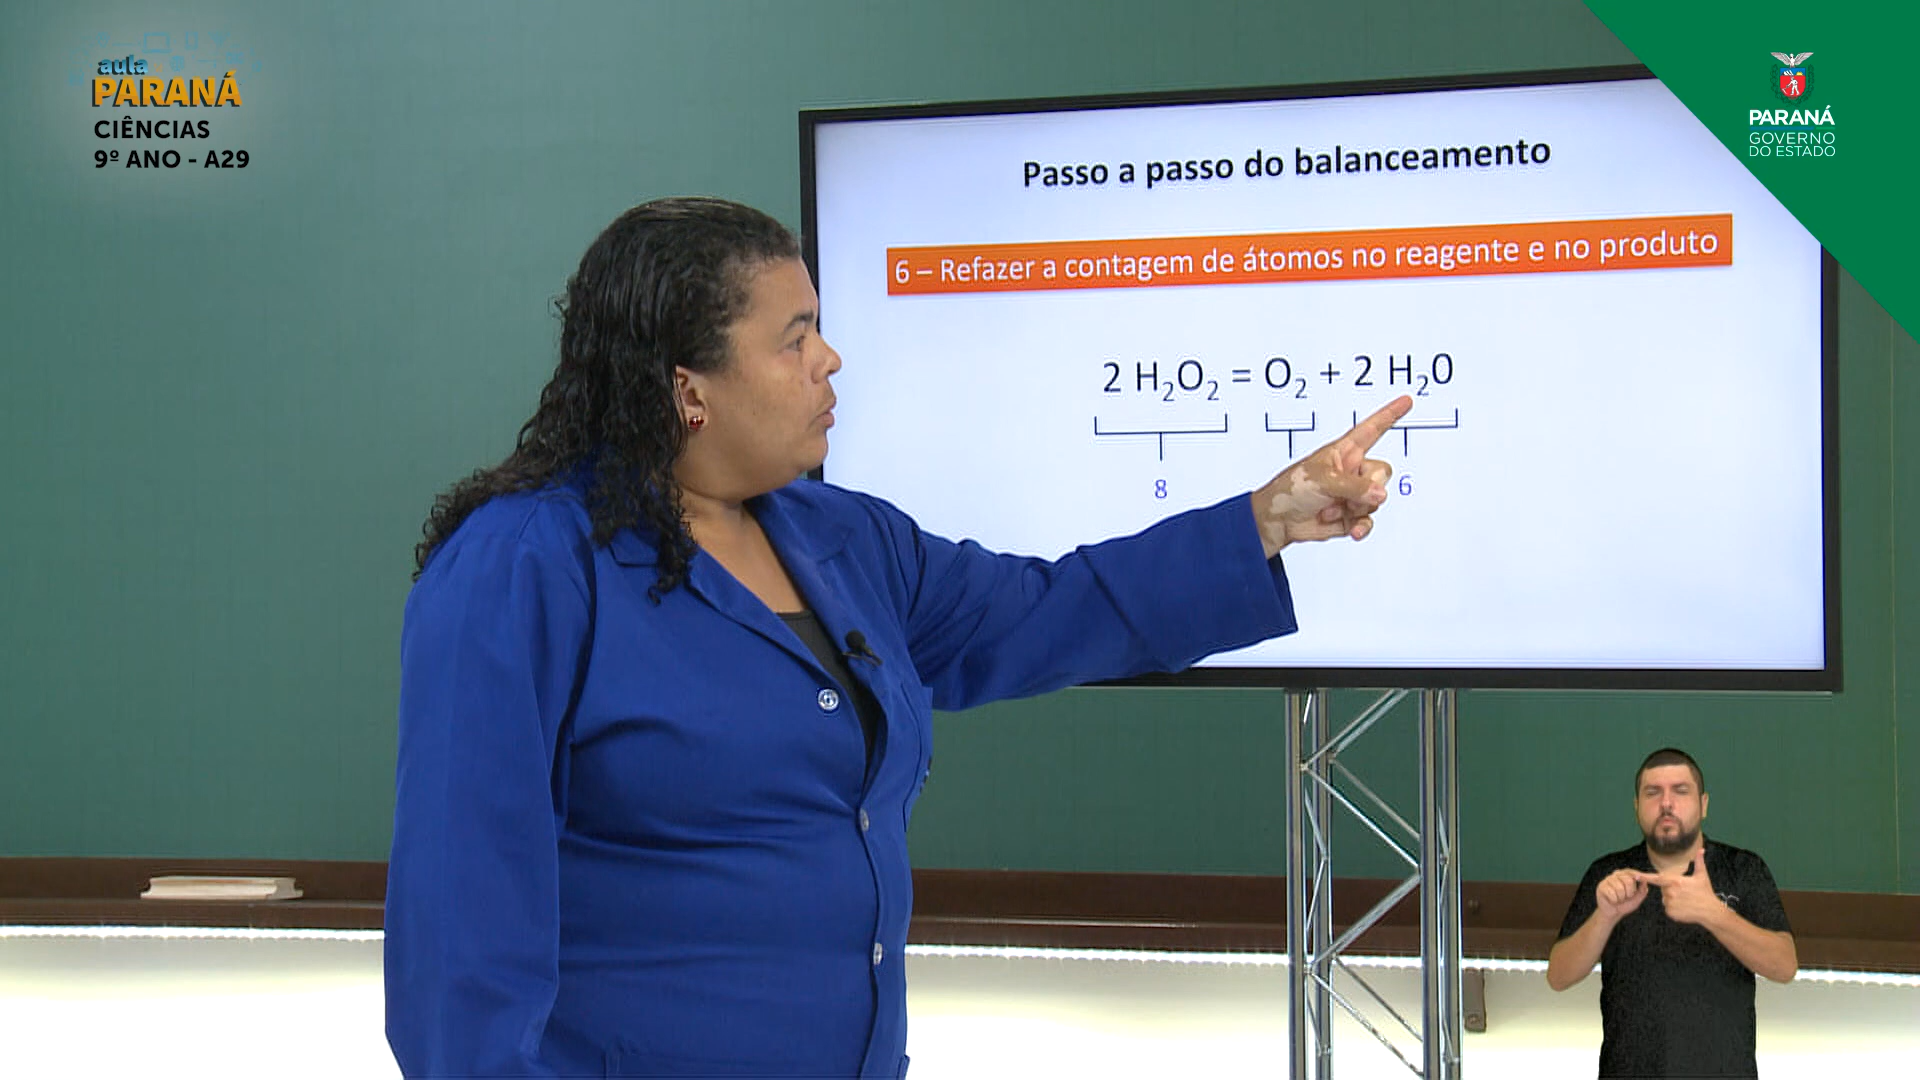 aula
PARANÁ
CIÊNCIAS
9º ANO - A29
PARANÁ
GOVERNO
DO ESTADO
Passo a passo do balanceamento
6 – Refazer a contagem de átomos no reagente e no produto
2 H₂O₂ = O₂ + 2 H₂0
8 6